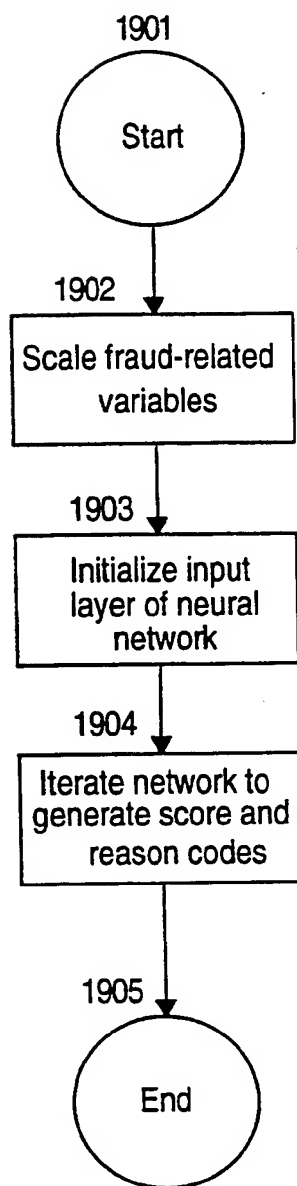 1901
Start
1902
Scale fraud-related
variables
1903
Initialize input
layer of neural
network
1904
Iterate network to
generate score and
reason codes
1905
End